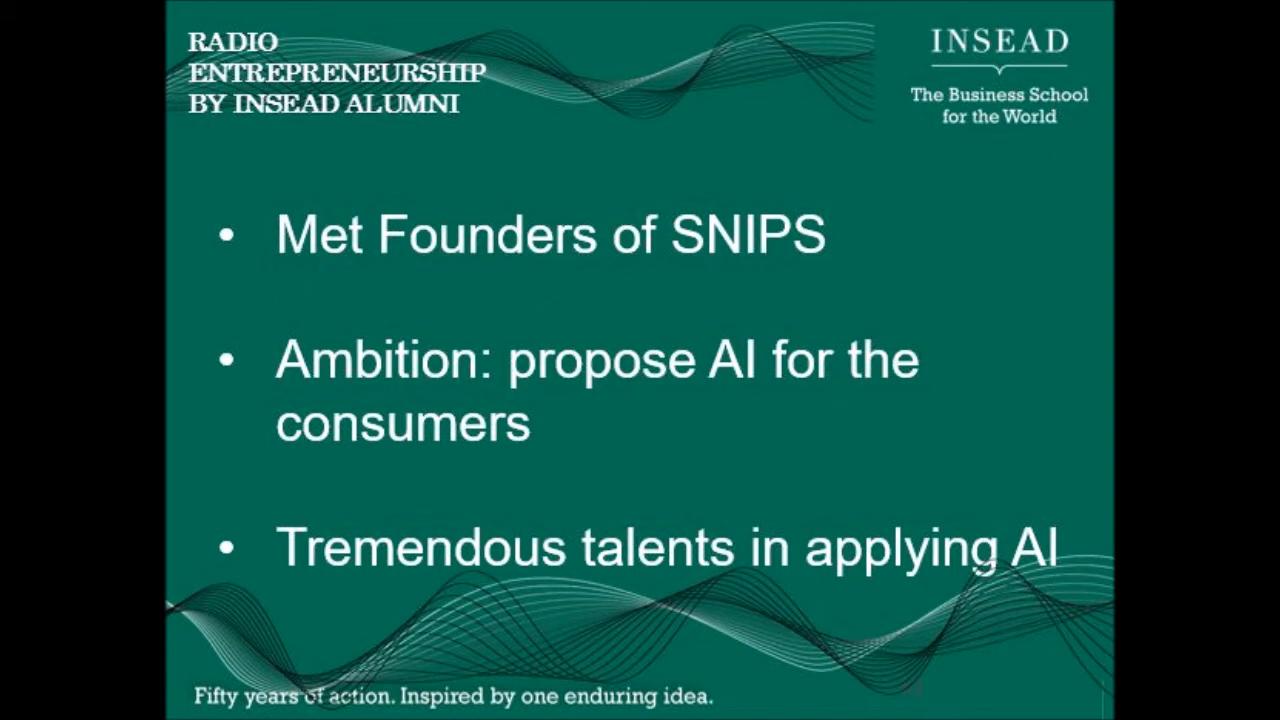 RADIO
ENTREPRENEURSHIP
BY INSEAD ALUMNI
INSEAD
The Business School
for the World
• Met Founders of SNIPS
• Ambition: propose AI for the
consumers
• Tremendous talents in applying AI
Fifty years of action. Inspired by one enduring idea.